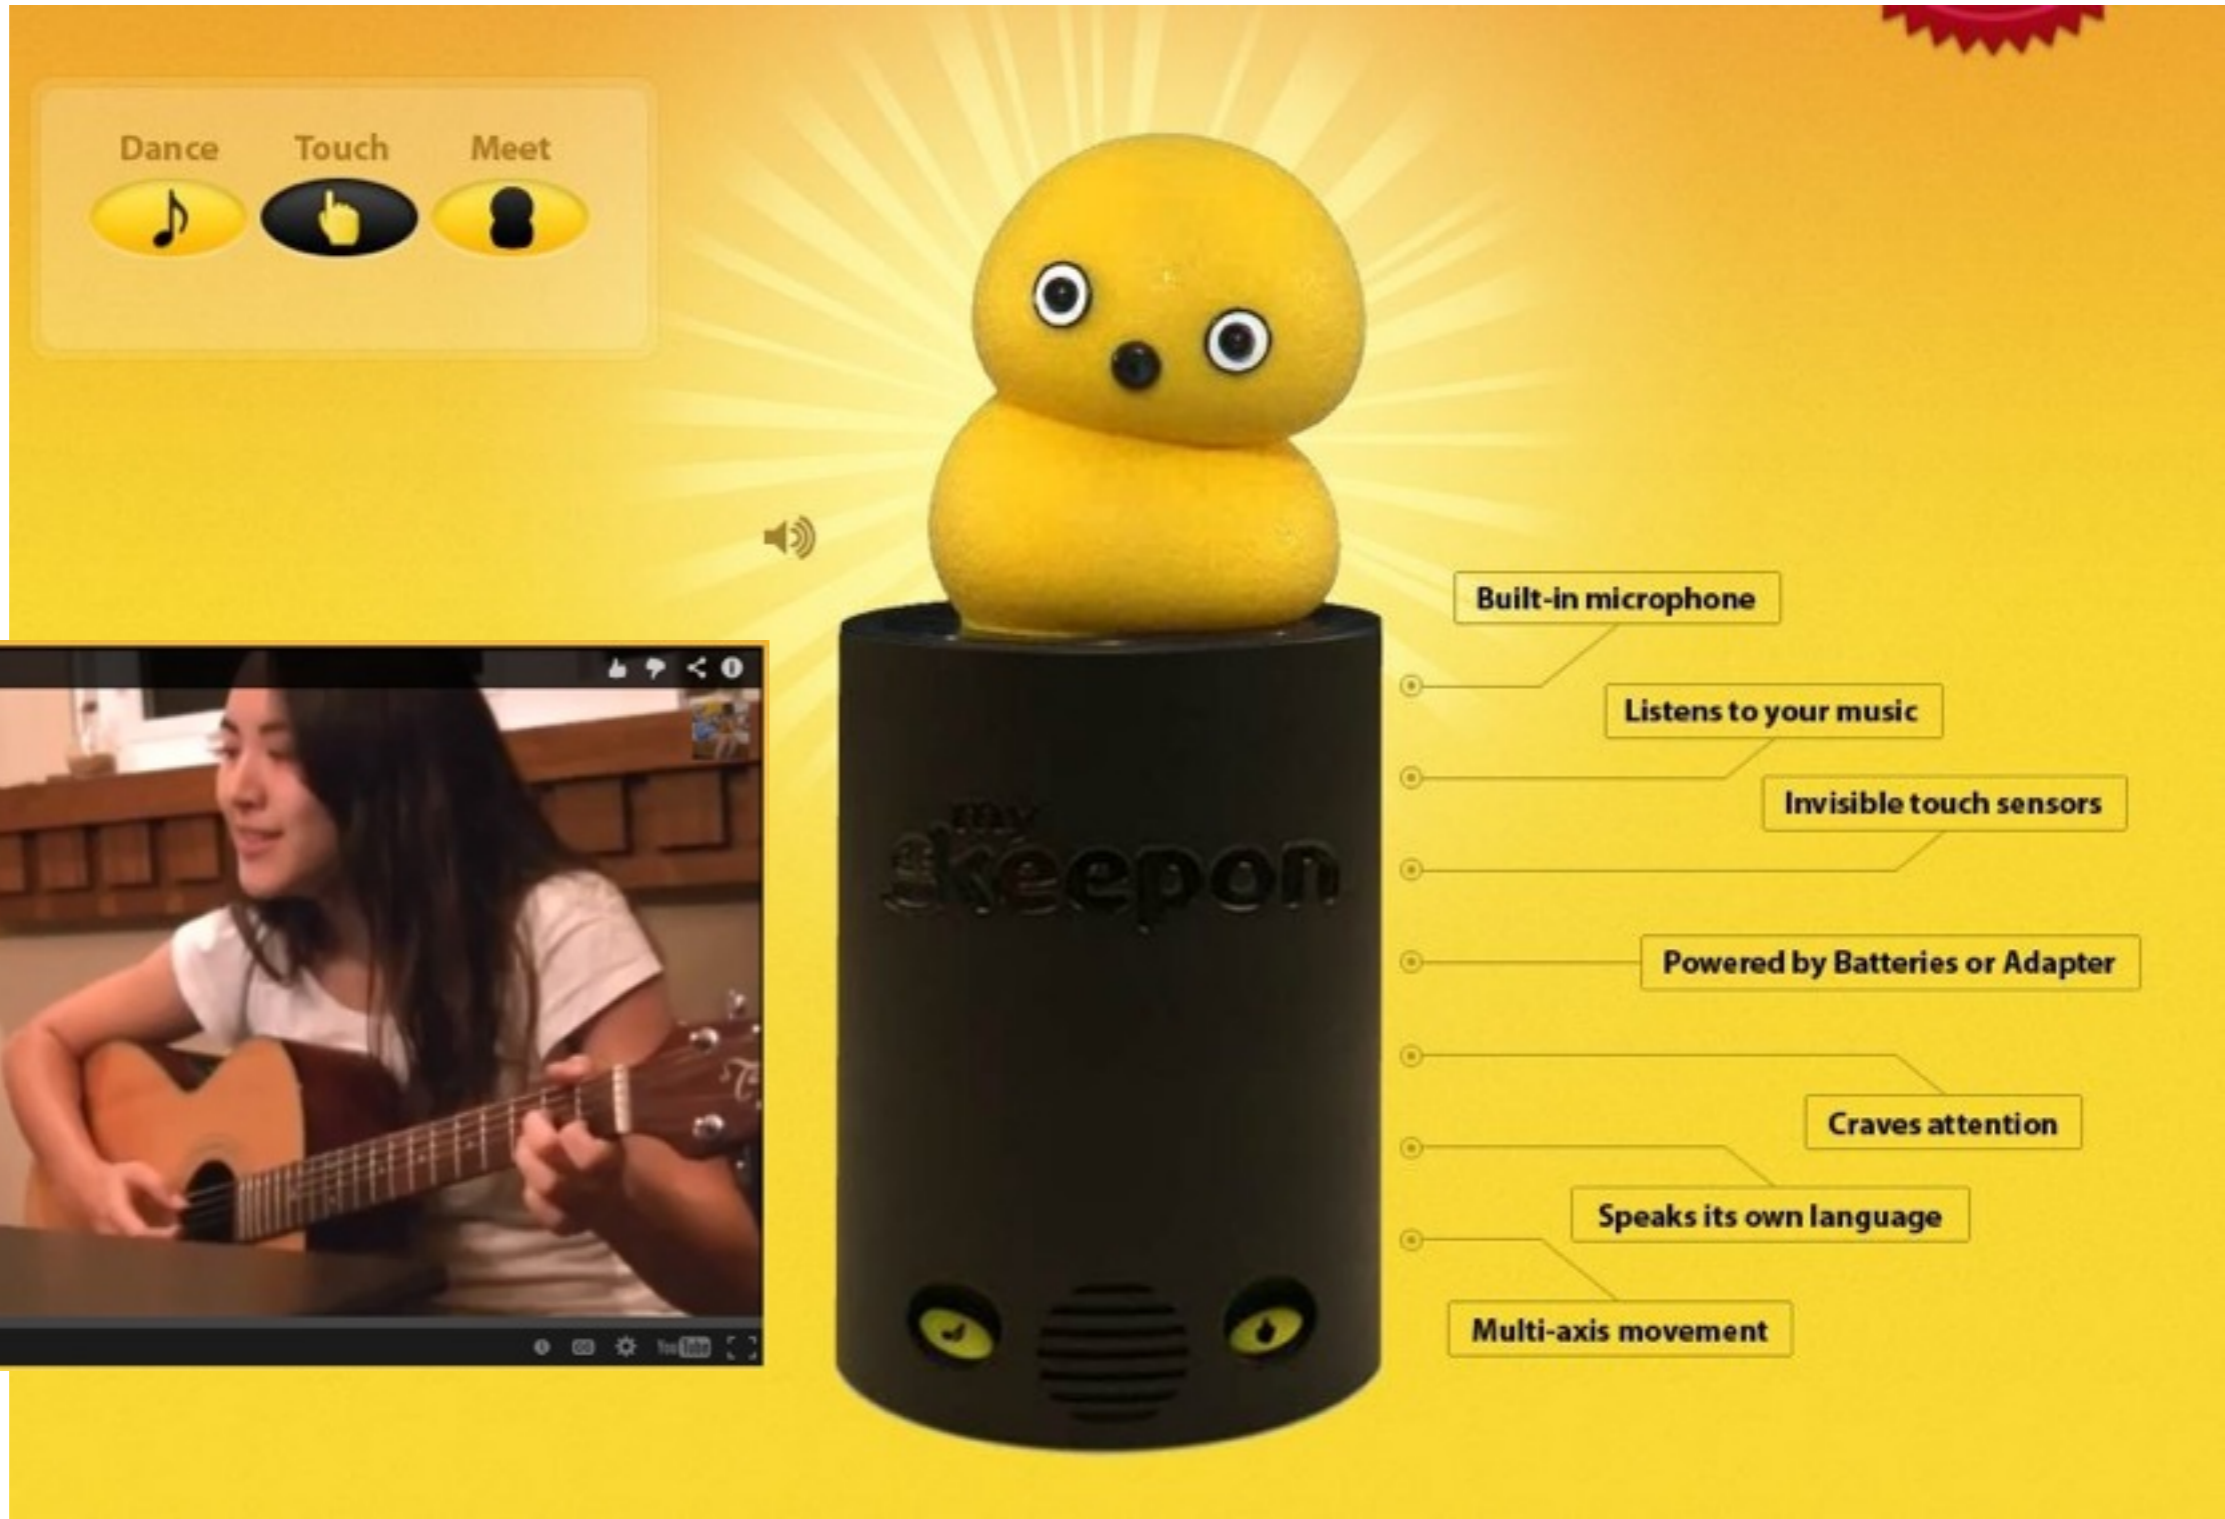 Dance Touch Meet
Built-in microphone
Listens to your music
Invisible touch sensors
my
keepon
Powered by Batteries or Adapter
Craves attention
Speaks its own language
Multi-axis movement
YouTube